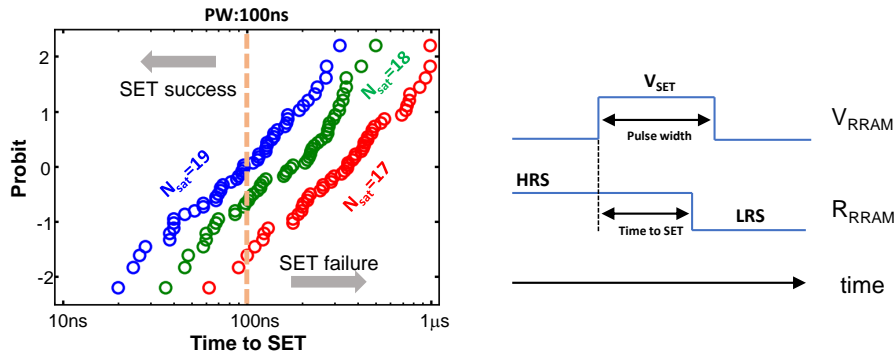 PW:100ns
SET success
SET failure
N_sat=19
N_sat=18
N_sat=17
Probit
2
1
0
-1
-2
10ns
100ns
1μs
Time to SET
V_SET
Pulse width
V_RRAM
HRS
Time to SET
LRS
R_RRAM
time